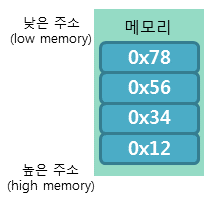 낮은 주소
(low memory)
메모리
0x78
0x56
0x34
0x12
높은 주소
(high memory)